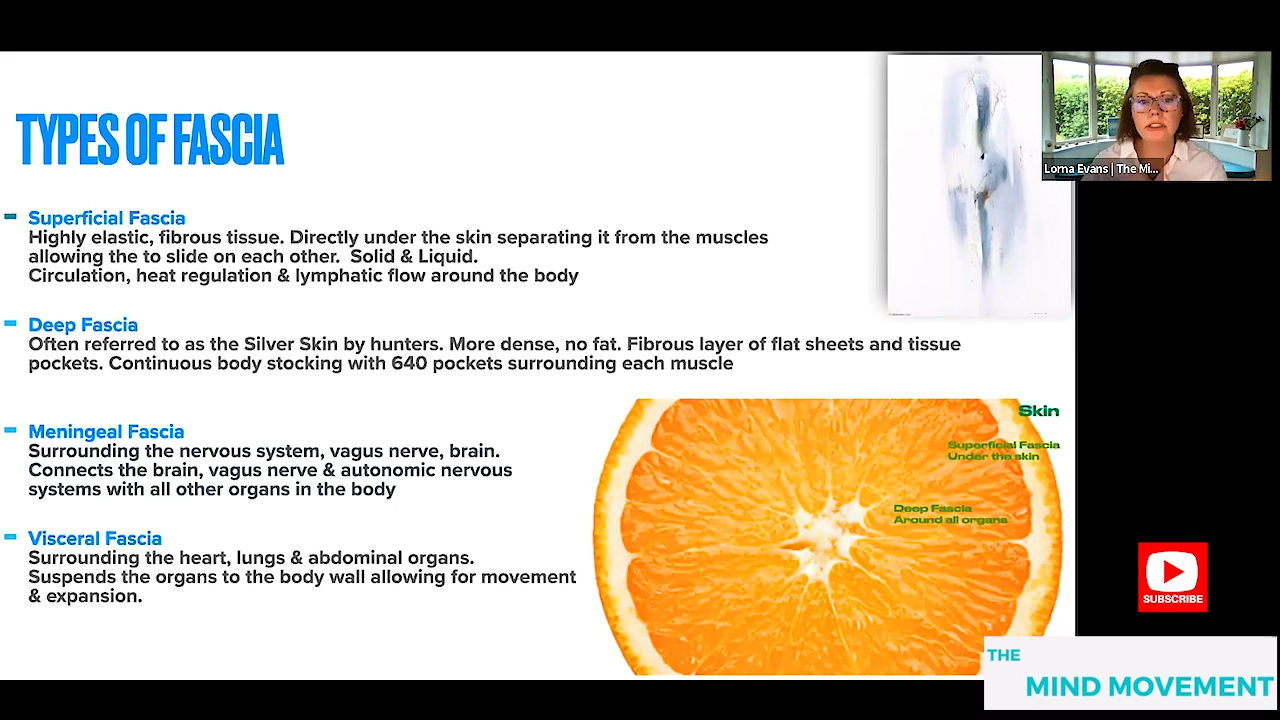 TYPES OF FASCIA
Superficial Fascia
Highly elastic, fibrous tissue. Directly under the skin separating it from the muscles
allowing the to slide on each other. Solid & Liquid.
Circulation, heat regulation & lymphatic flow around the body
Deep Fascia
Often referred to as the Silver Skin by hunters. More dense, no fat. Fibrous layer of flat sheets and tissue
pockets. Continuous body stocking with 640 pockets surrounding each muscle
Meningeal Fascia
Surrounding the nervous system, vagus nerve, brain.
Connects the brain, vagus nerve & autonomic nervous
systems with all other organs in the body
Visceral Fascia
Surrounding the heart, lungs & abdominal organs.
Suspends the organs to the body wall allowing for movement
& expansion.
Skin
Superficial Fascia
Under the skin
Deep Fascia
Around all organs
Lorna Evans | The Mi...
SUBSCRIBE
THE
MIND MOVEMENT